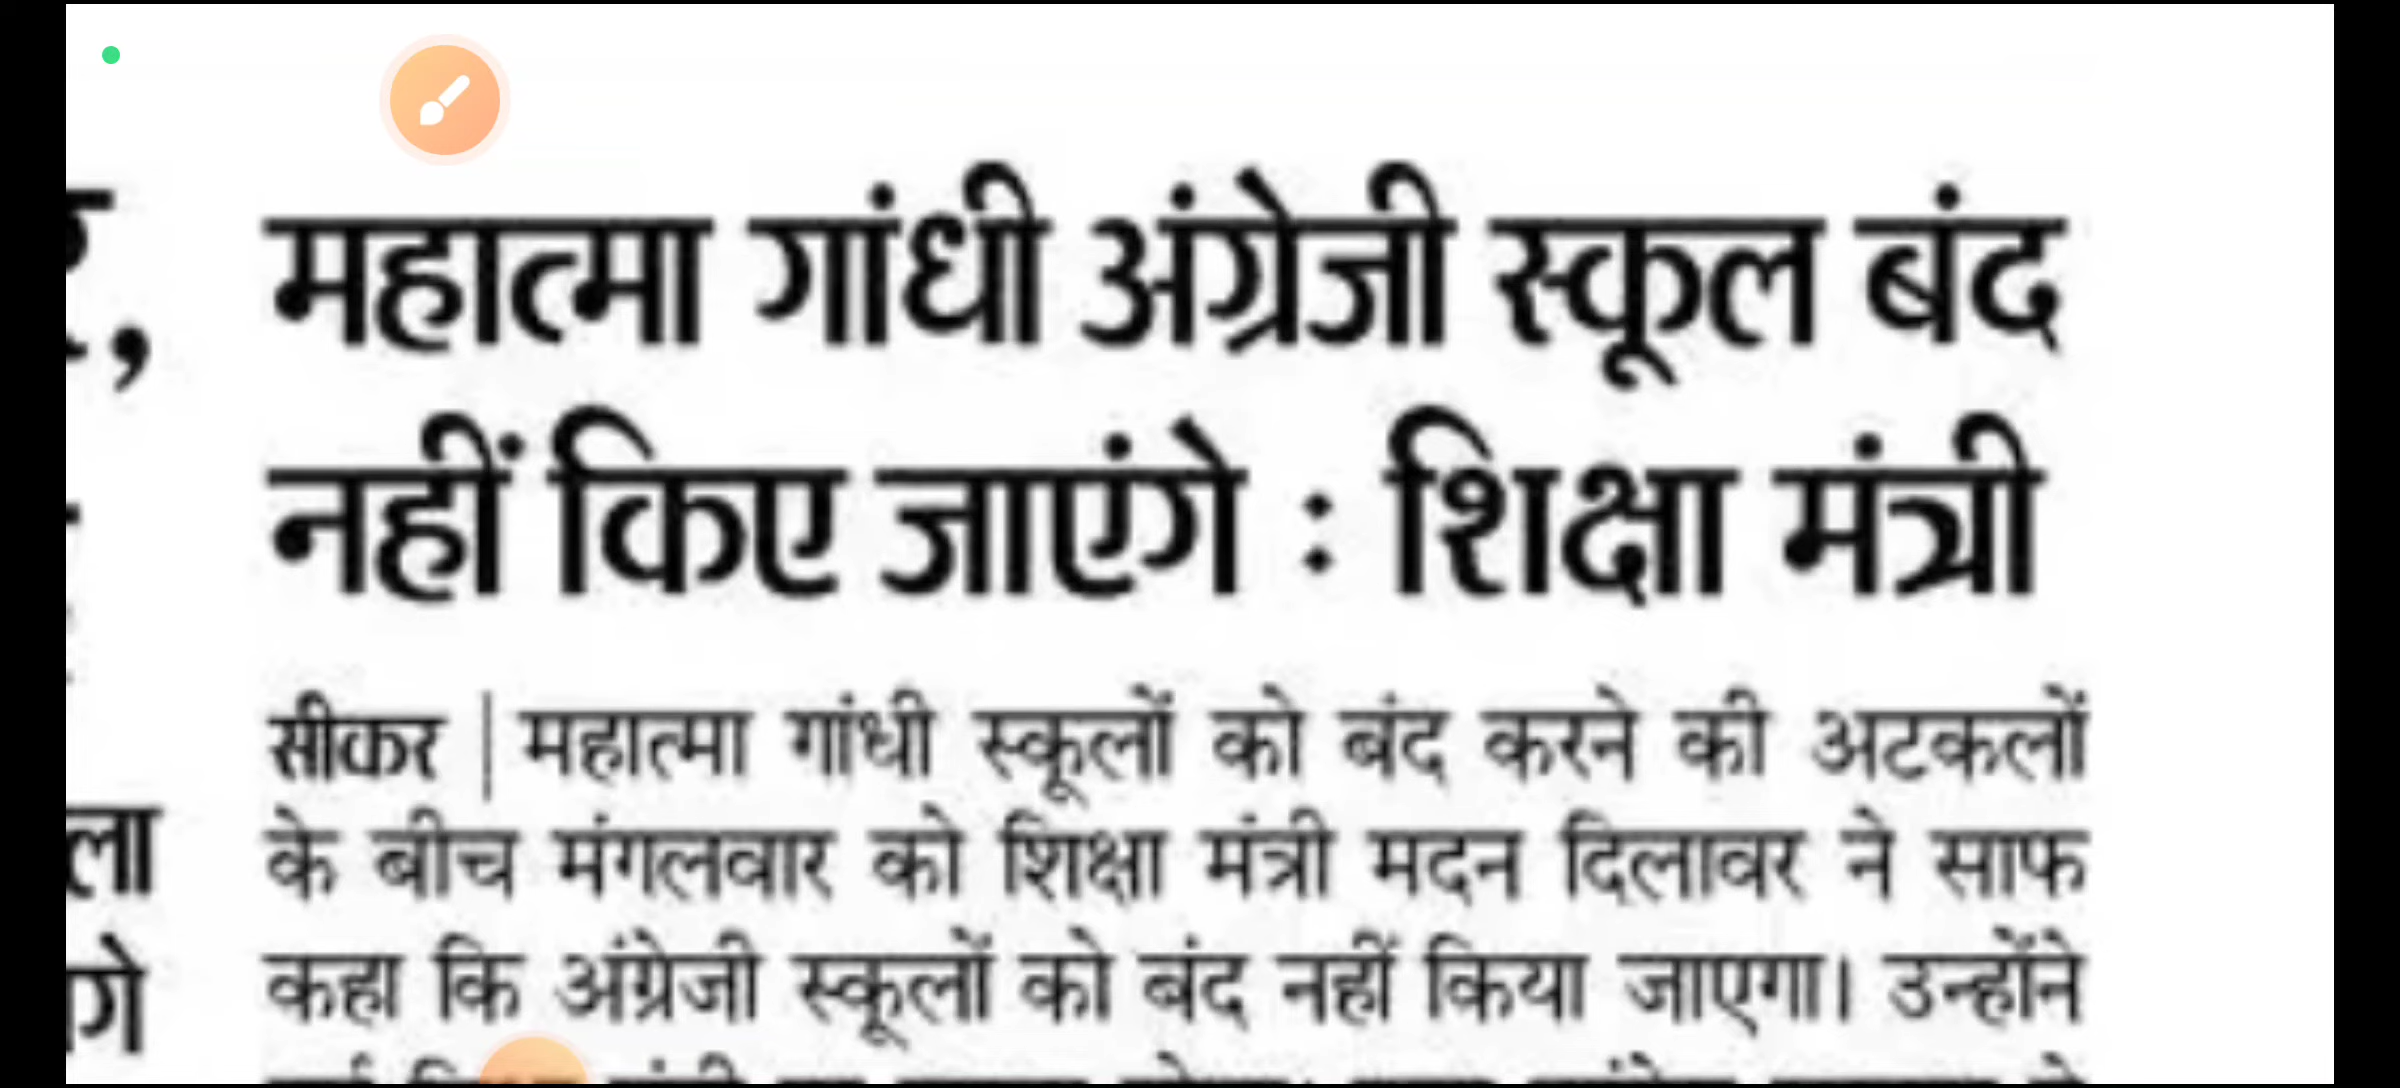 महात्मा गांधी अंग्रेजी स्कूल बंद
नहीं किए जाएंगे : शिक्षा मंत्री
सीकर | महात्मा गांधी स्कूलों को बंद करने की अटकलों
के बीच मंगलवार को शिक्षा मंत्री मदन दिलावर ने साफ
कहा कि अंग्रेजी स्कूलों को बंद नहीं किया जाएगा। उन्होंने